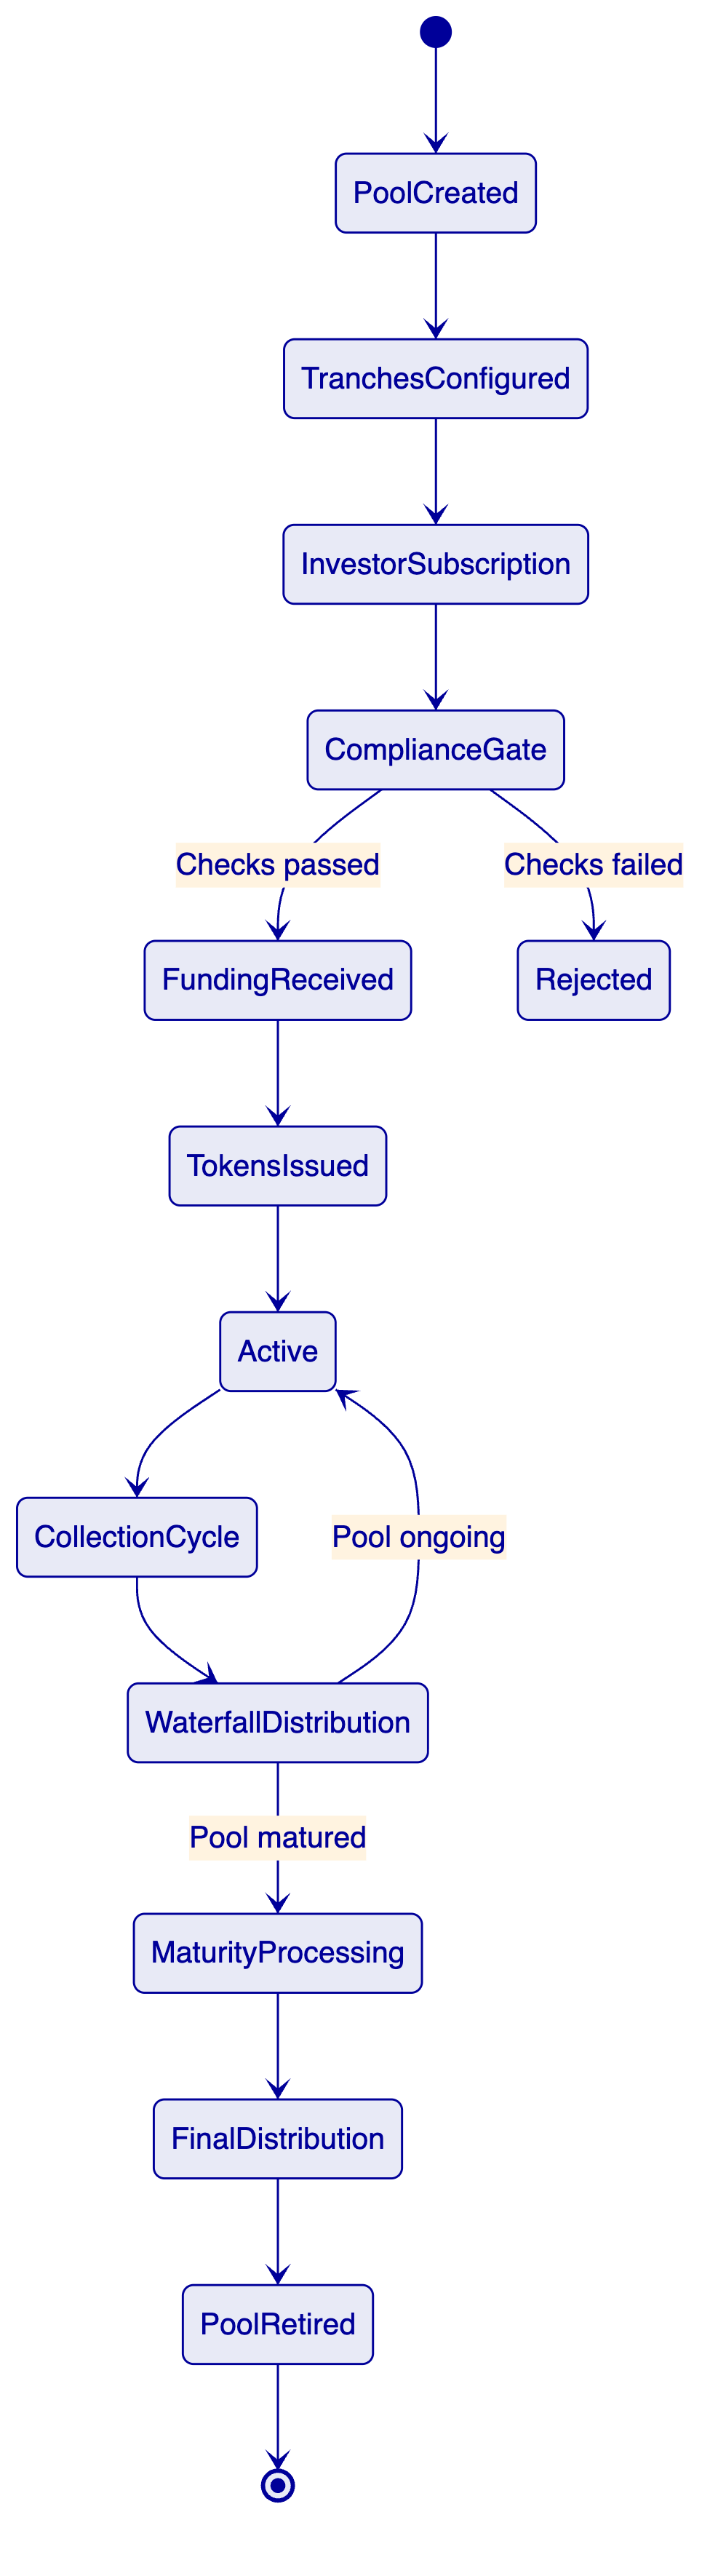 PoolCreated
TranchesConfigured
InvestorSubscription
ComplianceGate
Checks passed
Checks failed
FundingReceived
Rejected
TokensIssued
Active
CollectionCycle
Pool ongoing
WaterfallDistribution
Pool matured
MaturityProcessing
FinalDistribution
PoolRetired